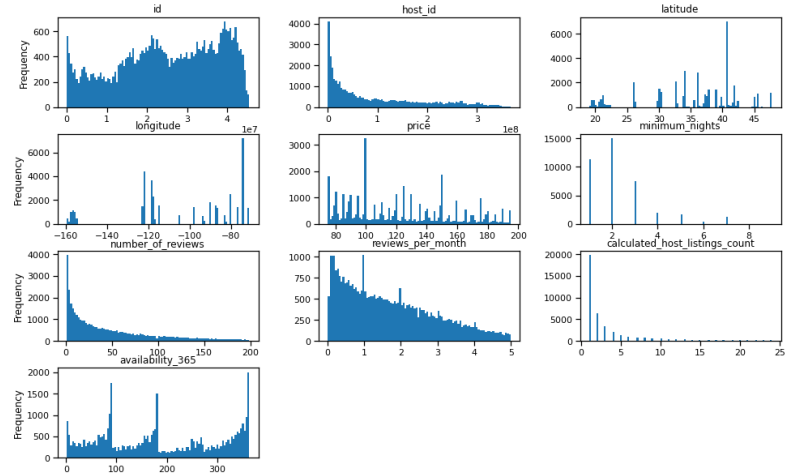 id
host_id
latitude
Frequency
600
400
200
0
0 1 2 3 4
1e7
4000
3000
2000
1000
0
0 1 2 3
1e8
6000
4000
2000
0
20 25 30 35 40 45
longitude
price
minimum_nights
Frequency
6000
4000
2000
0
−160 −140 −120 −100 −80
3000
2000
1000
0
80 100 120 140 160 180 200
15000
10000
5000
0
2 4 6 8
number_of_reviews
reviews_per_month
calculated_host_listings_count
Frequency
4000
3000
2000
1000
0
0 50 100 150 200
1000
750
500
250
0
0 1 2 3 4 5
20000
15000
10000
5000
0
0 5 10 15 20 25
availability_365
Frequency
2000
1500
1000
500
0
0 100 200 300